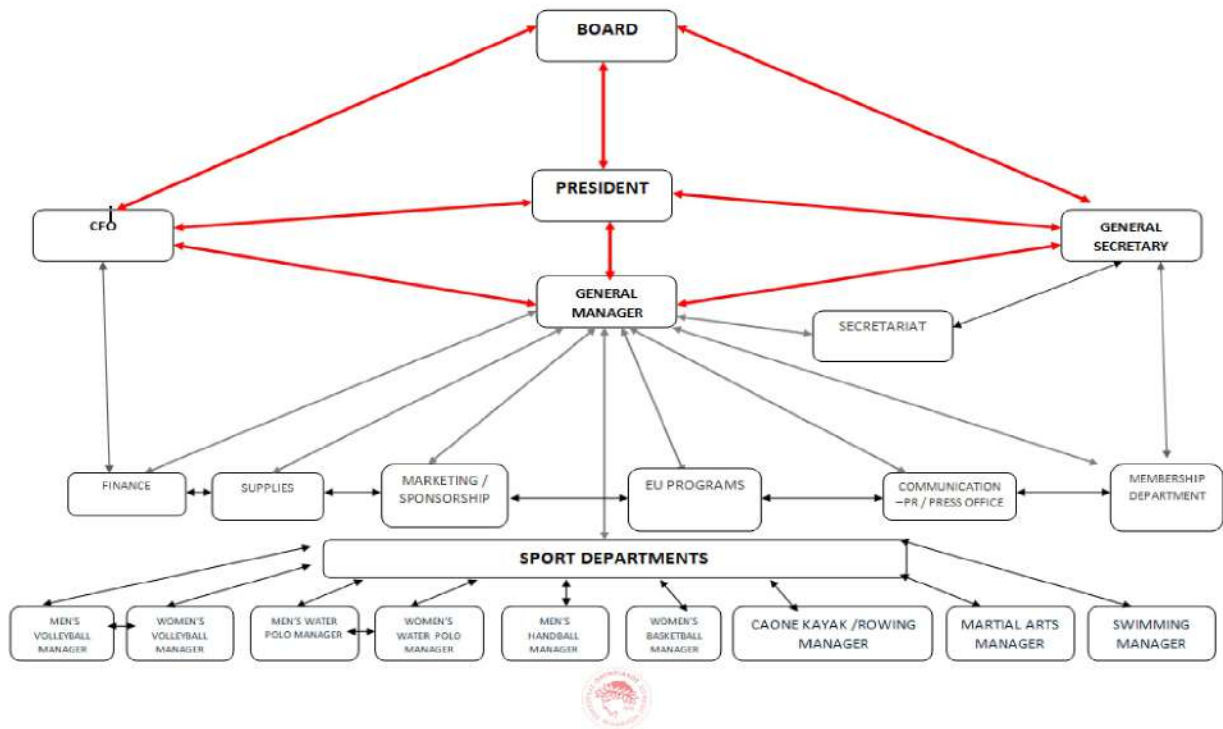 BOARD
PRESIDENT
CFO
GENERAL
SECRETARY
GENERAL
MANAGER
SECRETARIAT
FINANCE
SUPPLIES
MARKETING /
SPONSORSHIP
EU PROGRAMS
COMMUNICATION
–PR / PRESS OFFICE
MEMBERSHIP
DEPARTMENT
SPORT DEPARTMENTS
MEN'S
VOLLEYBALL
MANAGER
WOMEN'S
VOLLEYBALL
MANAGER
MEN'S WATER
POLO MANAGER
WOMEN'S
WATER POLO
MANAGER
MEN'S
HANDBALL
MANAGER
WOMEN'S
BASKETBALL
MANAGER
CAONE KAYAK /ROWING
MANAGER
MARTIAL ARTS
MANAGER
SWIMMING
MANAGER